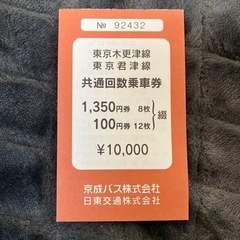 № 92432
東京木更津線
東京君津線
共通回数乗車券
1,350円券 8枚
100円券 12枚 } 綴
¥10,000
京成バス株式会社
日東交通株式会社